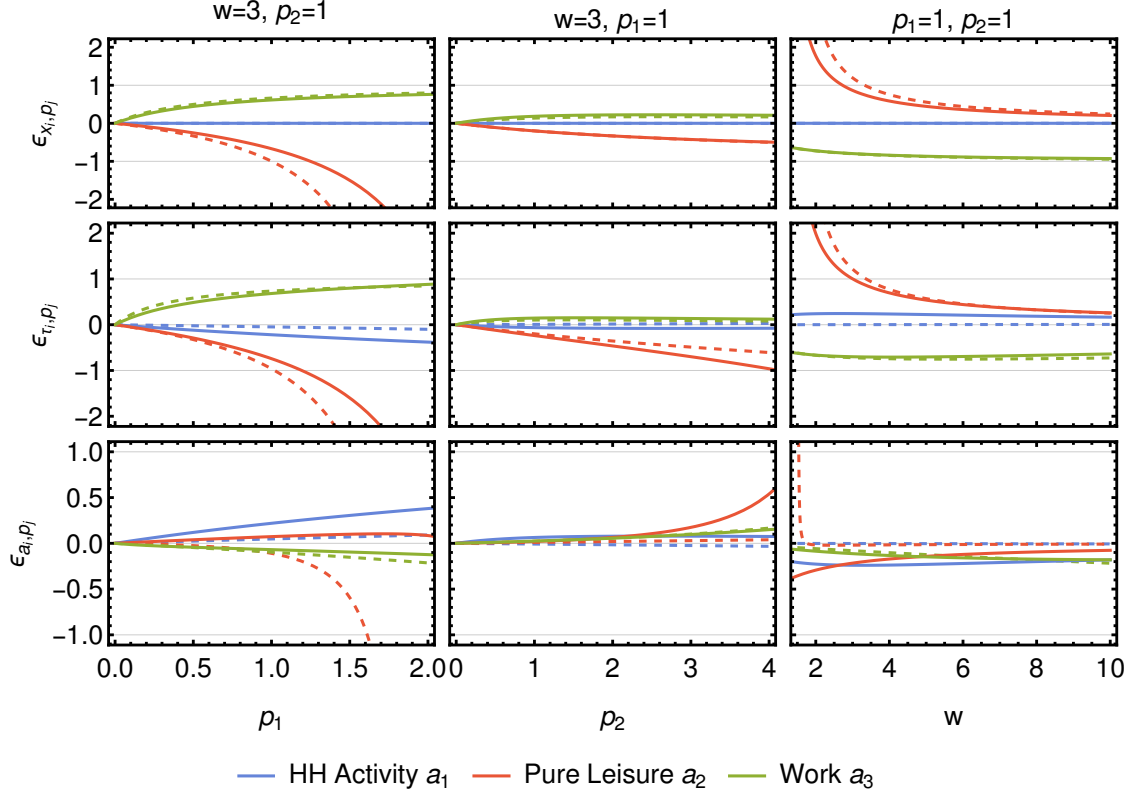 w=3, p₂=1 w=3, p₁=1 p₁=1, p₂=1
2
1
0
−1
−2
ϵxᵢ,pⱼ
2
1
0
−1
−2
ϵτᵢ,pⱼ
1.0
0.5
0.0
−0.5
−1.0
ϵaᵢ,pⱼ
0.0 0.5 1.0 1.5 2.0 0 1 2 3 4 2 4 6 8 10
p₁ p₂ w
HH Activity a₁ Pure Leisure a₂ Work a₃